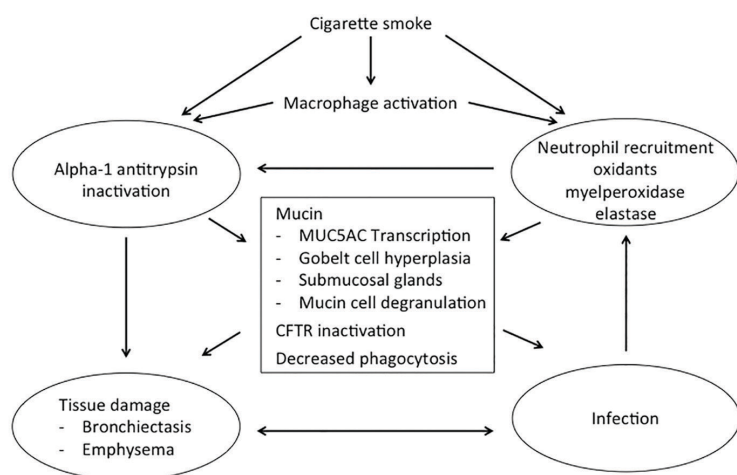 Cigarette smoke
Macrophage activation
Alpha-1 antitrypsin
inactivation
Neutrophil recruitment
oxidants
myelperoxidase
elastase
Mucin
- MUC5AC Transcription
- Gobelt cell hyperplasia
- Submucosal glands
- Mucin cell degranulation
CFTR inactivation
Decreased phagocytosis
Tissue damage
- Bronchiectasis
- Emphysema
Infection